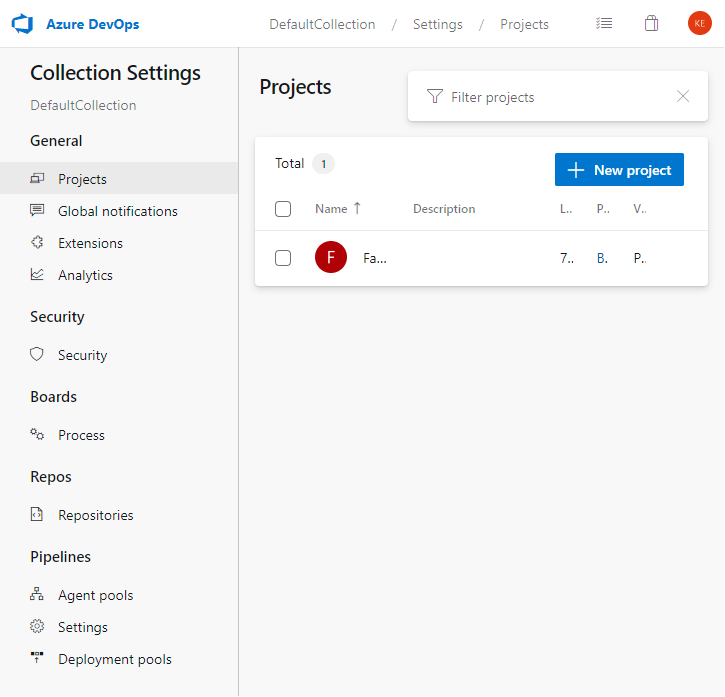 Azure DevOps
DefaultCollection / Settings / Projects
KE
Collection Settings
DefaultCollection
General
Projects
Global notifications
Extensions
Analytics
Security
Security
Boards
Process
Repos
Repositories
Pipelines
Agent pools
Settings
Deployment pools
Projects
Filter projects
Total 1
New project
Name Description L.. P.. V..
F Fa... 7.. B. P..